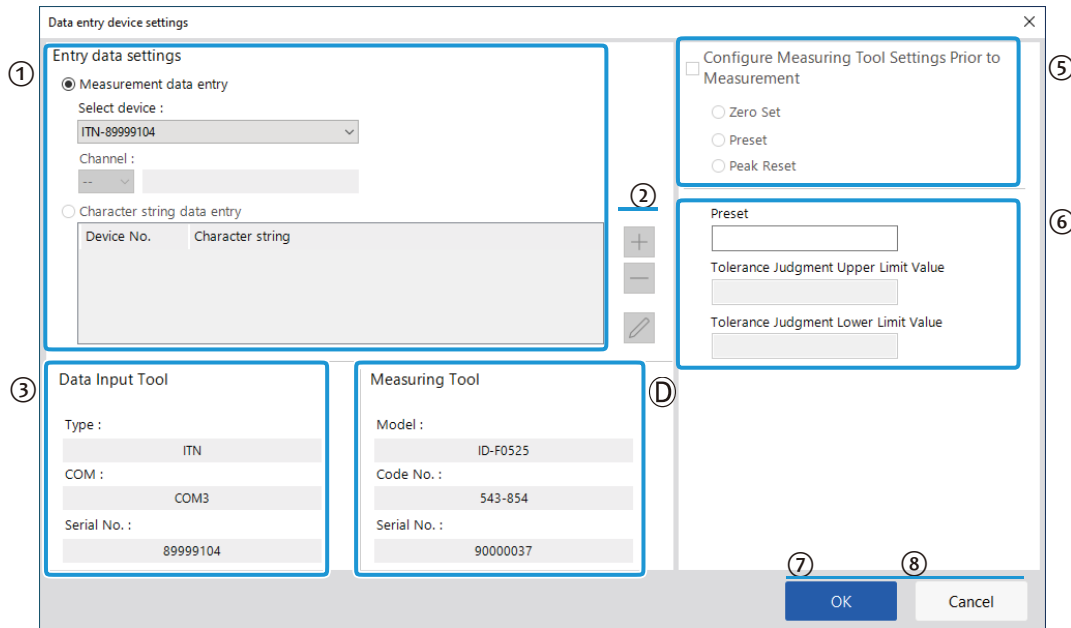 Data entry device settings
①
Entry data settings
Measurement data entry
Select device :
ITN-89999104
Channel :
--
Character string data entry
Device No. Character string
②
③
Data Input Tool
Type :
ITN
COM :
COM3
Serial No. :
89999104
Measuring Tool
Ⓓ
Model :
ID-F0525
Code No. :
543-854
Serial No. :
90000037
⑤
Configure Measuring Tool Settings Prior to
Measurement
Zero Set
Preset
Peak Reset
⑥
Preset
Tolerance Judgment Upper Limit Value
Tolerance Judgment Lower Limit Value
⑦
⑧
OK
Cancel